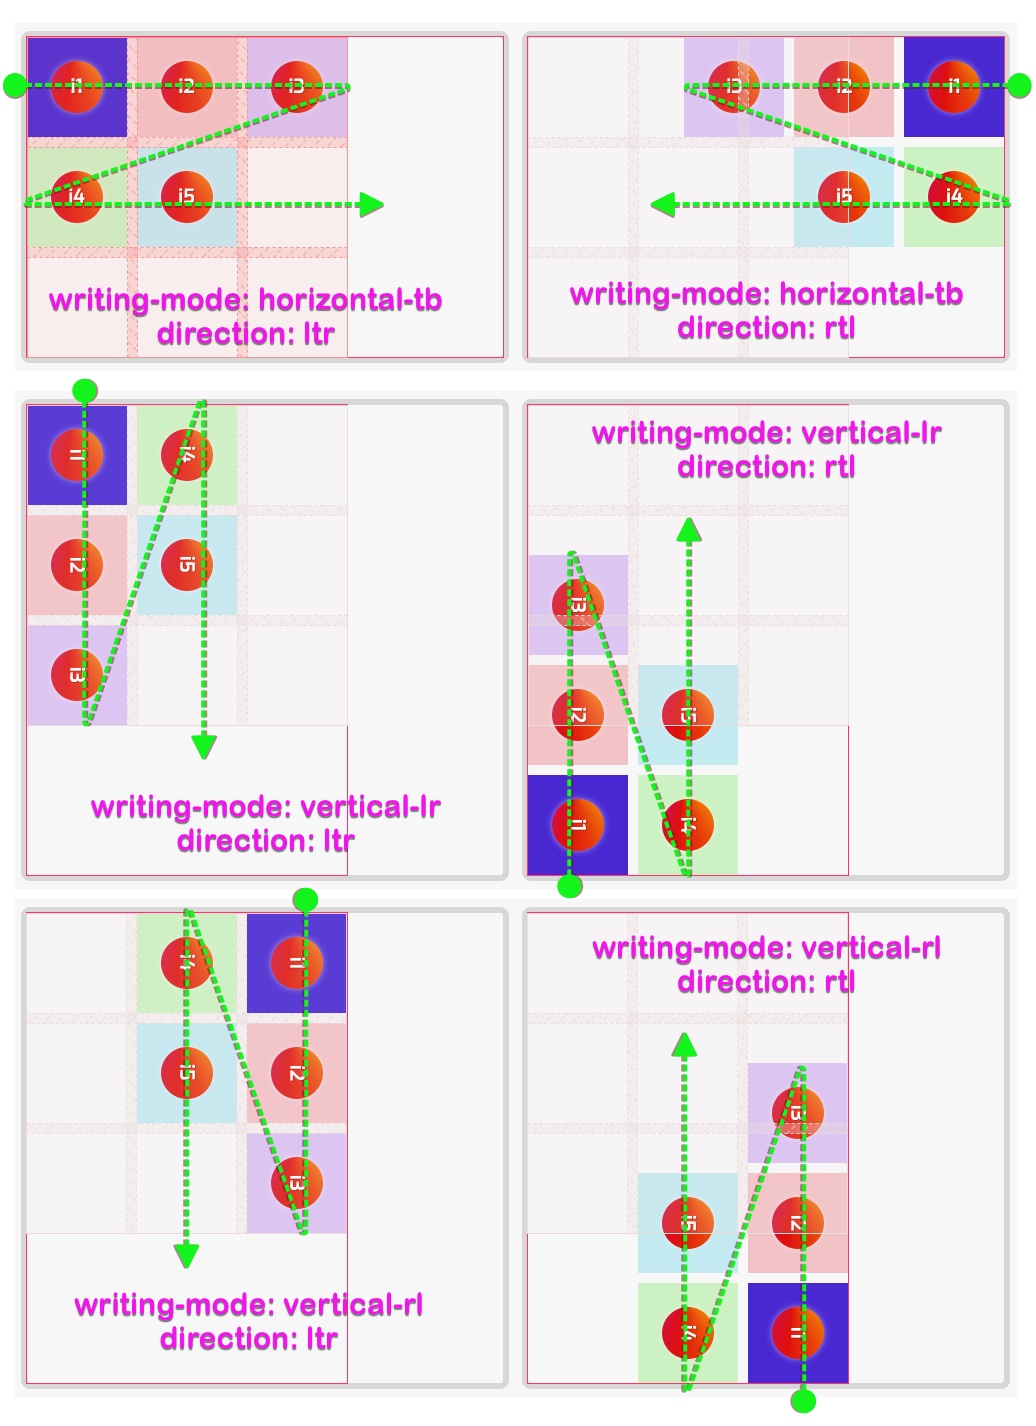 i1 i2 i3
i4 i5
writing-mode: horizontal-tb
direction: ltr
i3 i2 i1
i5 i4
writing-mode: horizontal-tb
direction: rtl
i1 i4
i2 i5
i3
writing-mode: vertical-lr
direction: ltr
writing-mode: vertical-lr
direction: rtl
i3
i2 i5
i1 i4
i4 i1
i5 i2
i3
writing-mode: vertical-rl
direction: ltr
writing-mode: vertical-rl
direction: rtl
i3
i5 i2
i4 i1